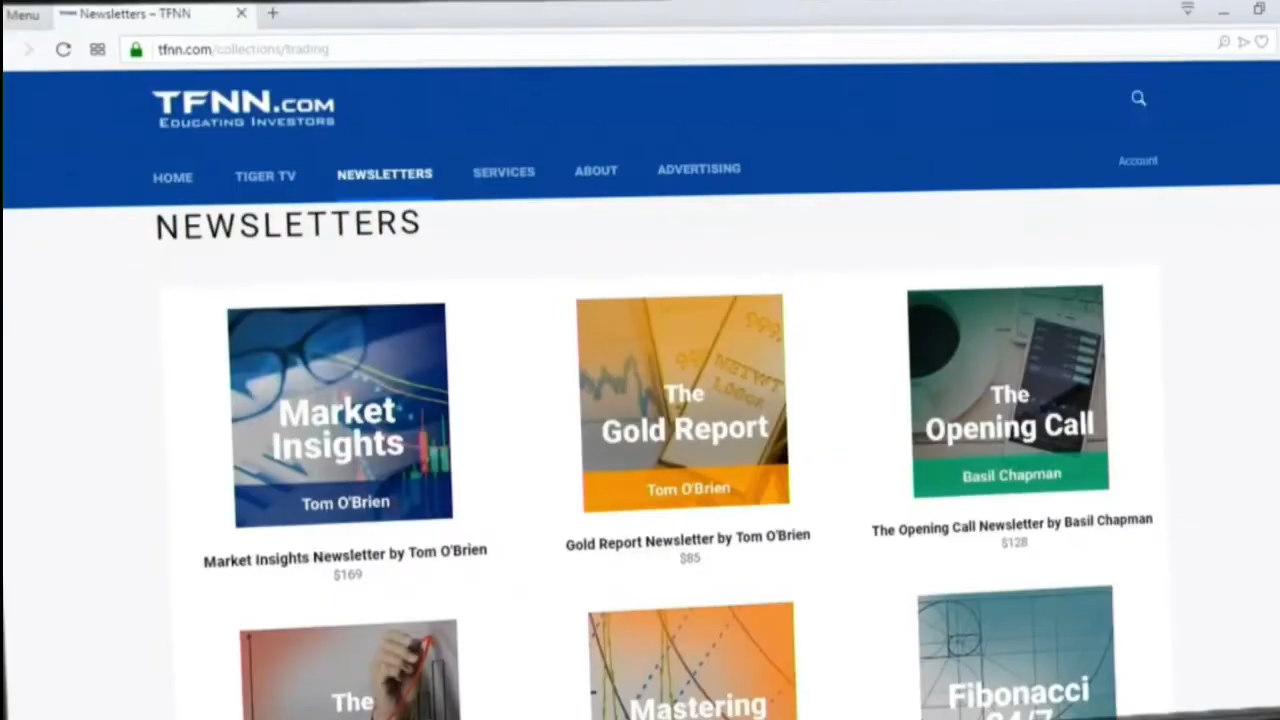 Menu
Newsletters – TFNN
tfnn.com/collections/trading
TFNN.COM
EDUCATING INVESTORS
HOME TIGER TV NEWSLETTERS SERVICES ABOUT ADVERTISING
Account
NEWSLETTERS
Market
Insights
Tom O'Brien
Market Insights Newsletter by Tom O'Brien
$169
The
Gold Report
Tom O'Brien
Gold Report Newsletter by Tom O'Brien
$85
The
Opening Call
Basil Chapman
The Opening Call Newsletter by Basil Chapman
$128
The
Mastering
Fibonacci
24/7